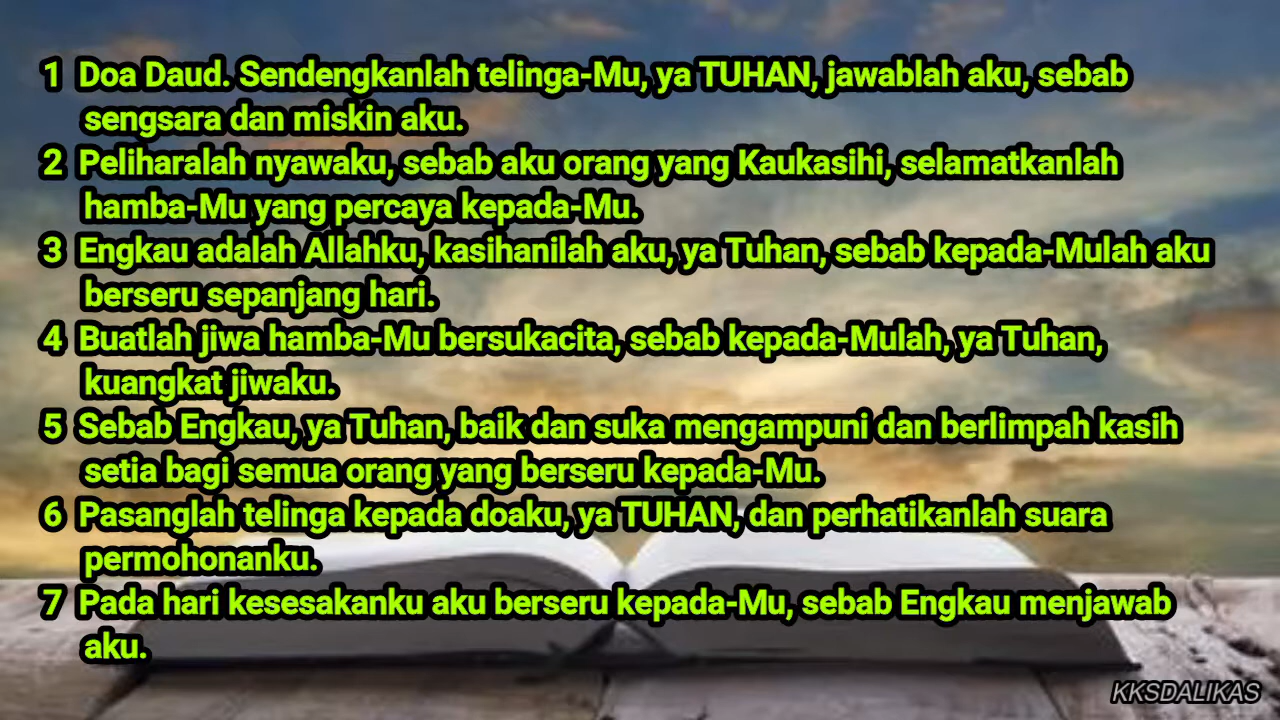 1 Doa Daud. Sendengkanlah telinga-Mu, ya TUHAN, jawablah aku, sebab
sengsara dan miskin aku.
2 Peliharalah nyawaku, sebab aku orang yang Kaukasihi, selamatkanlah
hamba-Mu yang percaya kepada-Mu.
3 Engkau adalah Allahku, kasihanilah aku, ya Tuhan, sebab kepada-Mulah aku
berseru sepanjang hari.
4 Buatlah jiwa hamba-Mu bersukacita, sebab kepada-Mulah, ya Tuhan,
kuangkat jiwaku.
5 Sebab Engkau, ya Tuhan, baik dan suka mengampuni dan berlimpah kasih
setia bagi semua orang yang berseru kepada-Mu.
6 Pasanglah telinga kepada doaku, ya TUHAN, dan perhatikanlah suara
permohonanku.
7 Pada hari kesesakanku aku berseru kepada-Mu, sebab Engkau menjawab
aku.
KKSDALIKAS